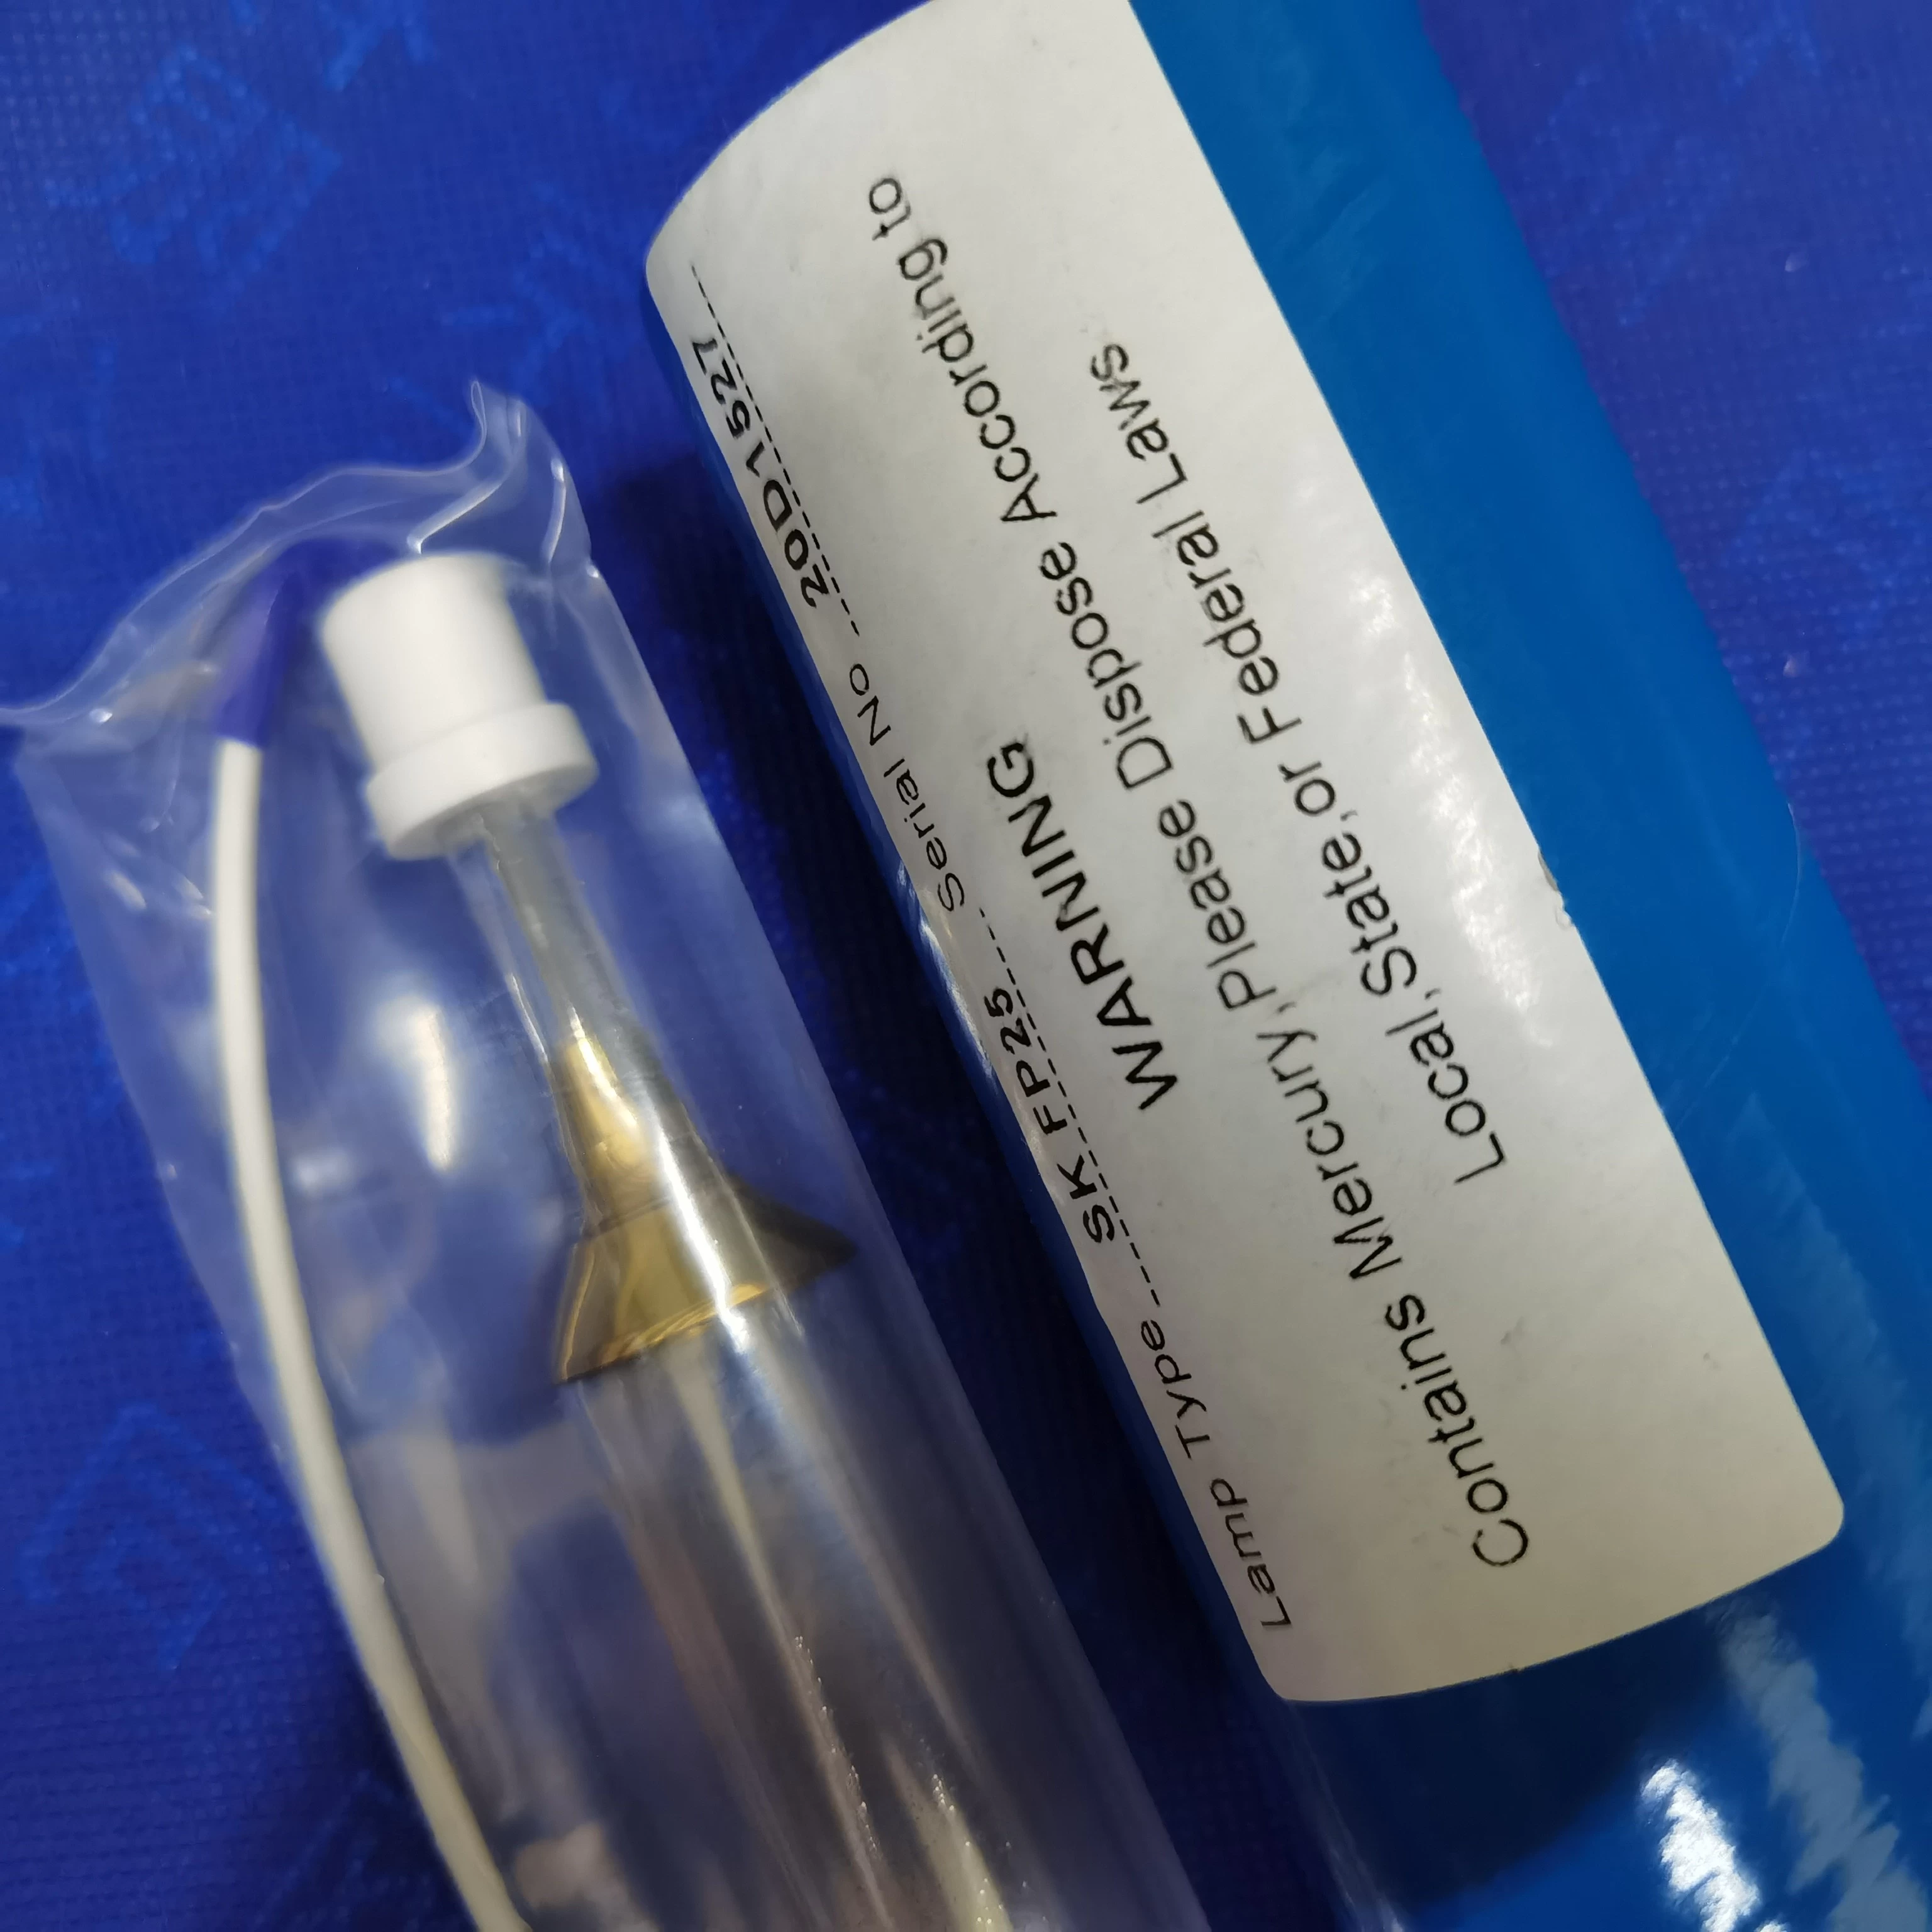 Lamp Type --- SK FP25 --- Serial No -- 20D1527
WARNING
Contains Mercury,Please Dispose According to
Local,State,or Federal Laws.